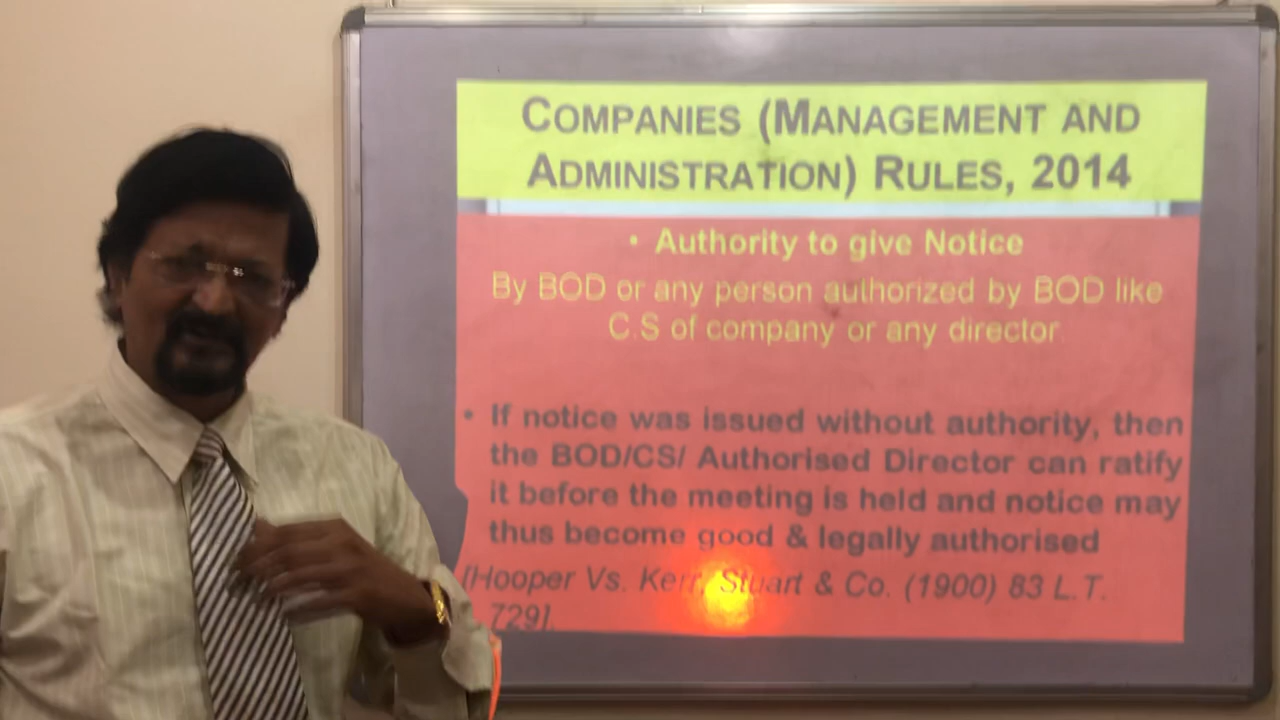 COMPANIES (MANAGEMENT AND
ADMINISTRATION) RULES, 2014
• Authority to give Notice
By BOD or any person authorized by BOD like
C.S of company or any director
• If notice was issued without authority, then
the BOD/CS/ Authorised Director can ratify
it before the meeting is held and notice may
thus become good & legally authorised
[Hooper Vs. Kerr, Stuart & Co. (1900) 83 L.T.
729].